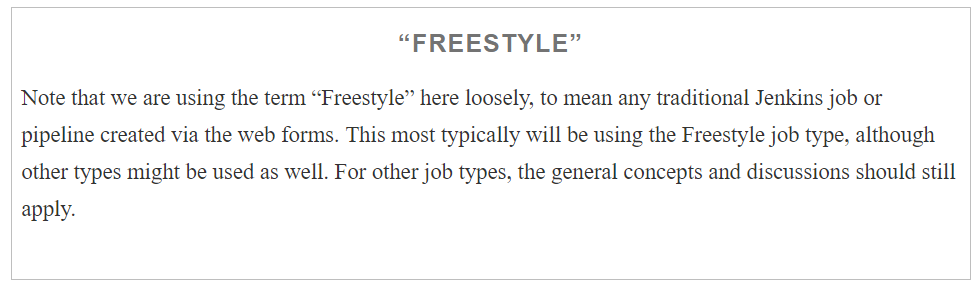 “FREESTYLE”
Note that we are using the term “Freestyle” here loosely, to mean any traditional Jenkins job or
pipeline created via the web forms. This most typically will be using the Freestyle job type, although
other types might be used as well. For other job types, the general concepts and discussions should still
apply.